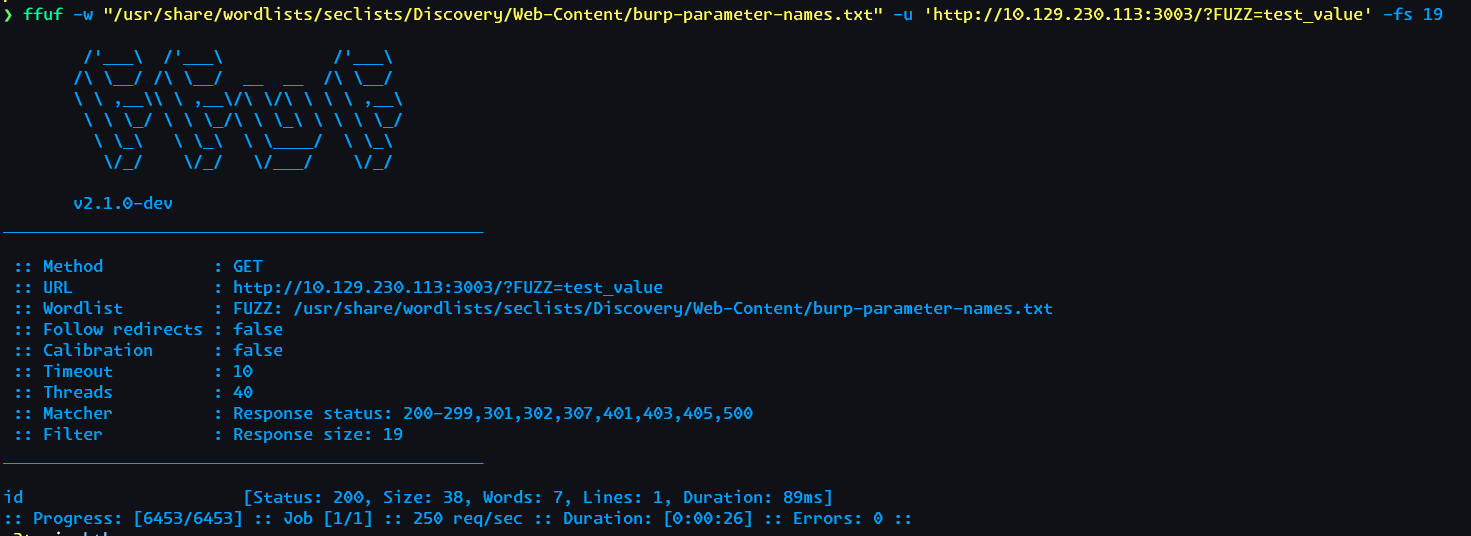 ❯ ffuf -w "/usr/share/wordlists/seclists/Discovery/Web-Content/burp-parameter-names.txt" -u 'http://10.129.230.113:3003/?FUZZ=test_value' -fs 19
        /'___\  /'___\           /'___\
       /\ \__/ /\ \__/  __  __  /\ \__/
       \ \ ,__\\ \ ,__\/\ \/\ \ \ \ ,__\
        \ \ \_/ \ \ \_/\ \ \_\ \ \ \ \_/
         \ \_\   \ \_\  \ \____/  \ \_\
          \/_/    \/_/   \/___/    \/_/
v2.1.0-dev
________________________________________________
:: Method           : GET
:: URL              : http://10.129.230.113:3003/?FUZZ=test_value
:: Wordlist         : FUZZ: /usr/share/wordlists/seclists/Discovery/Web-Content/burp-parameter-names.txt
:: Follow redirects : false
:: Calibration      : false
:: Timeout          : 10
:: Threads          : 40
:: Matcher          : Response status: 200-299,301,302,307,401,403,405,500
:: Filter           : Response size: 19
________________________________________________
id                      [Status: 200, Size: 38, Words: 7, Lines: 1, Duration: 89ms]
:: Progress: [6453/6453] :: Job [1/1] :: 250 req/sec :: Duration: [0:00:26] :: Errors: 0 ::